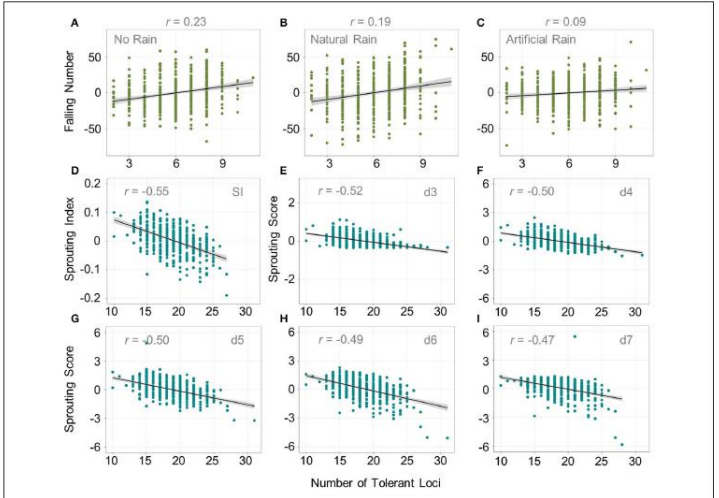 r = 0.23
r = 0.19
r = 0.09
A No Rain
B Natural Rain
C Artificial Rain
Falling Number
50
0
-50
50
0
-50
50
0
-50
3 6 9
3 6 9
3 6 9
D r = -0.55 SI
E r = -0.52 d3
F r = -0.50 d4
Sprouting Index
0.2
0.1
0.0
-0.1
-0.2
Sprouting Score
2
0
-2
6
3
0
-3
-6
10 15 20 25 30
10 15 20 25 30
10 15 20 25 30
G r = -0.50 d5
H r = -0.49 d6
I r = -0.47 d7
Sprouting Score
6
3
0
-3
-6
6
3
0
-3
-6
6
3
0
-3
-6
10 15 20 25 30
10 15 20 25 30
10 15 20 25 30
Number of Tolerant Loci